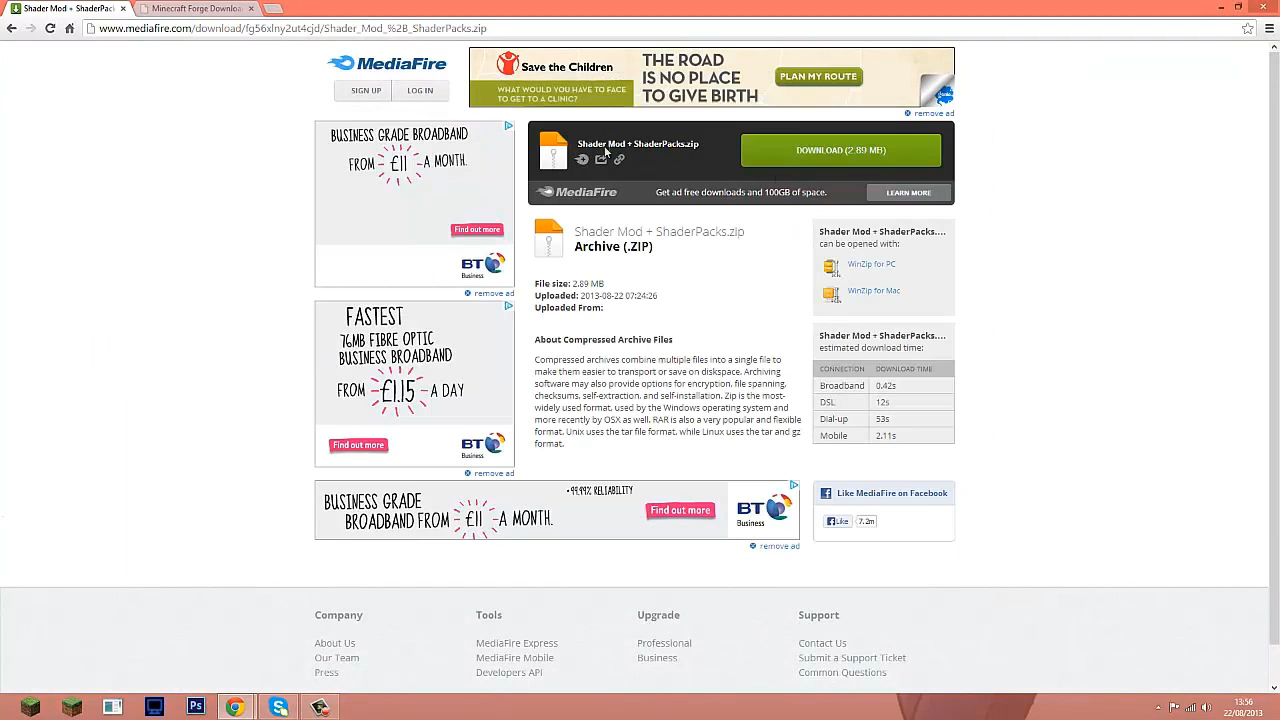 Shader Mod + ShaderPacks.
Minecraft Forge Downloa
www.mediafire.com/download/fg56xlny2ut4cjd/Shader_Mod_%2B_ShaderPacks.zip
MediaFire
SIGN UP
LOG IN
Save the Children
WHAT WOULD YOU HAVE TO FACE
TO GET TO A CLINIC?
THE ROAD
IS NO PLACE
TO GIVE BIRTH
PLAN MY ROUTE
remove ad
BUSINESS GRADE BROADBAND
FROM £11 A MONTH.
Find out more
BT
Business
remove ad
Shader Mod + ShaderPacks.zip
DOWNLOAD (2.89 MB)
MediaFire
Get ad free downloads and 100GB of space.
LEARN MORE
Shader Mod + ShaderPacks.zip
Archive (.ZIP)
File size: 2.89 MB
Uploaded: 2013-08-22 07:24:26
Uploaded From:
About Compressed Archive Files
Compressed archives combine multiple files into a single file to
make them easier to transport or save on diskspace. Archiving
software may also provide options for encryption, file spanning,
checksums, self-extraction, and self-installation. Zip is the most-
widely used format, used by the Windows operating system and
more recently by OSX as well. RAR is also a very popular and flexible
format. Unix uses the tar file format, while Linux uses the tar and gz
format.
Shader Mod + ShaderPacks....
can be opened with:
WinZip for PC
WinZip for Mac
Shader Mod + ShaderPacks....
estimated download time:
CONNECTION DOWNLOAD TIME
Broadband 0.42s
DSL 12s
Dial-up 53s
Mobile 2.11s
FASTEST
76MB FIBRE OPTIC
BUSINESS BROADBAND
FROM £1.15 A DAY
Find out more
BT
Business
remove ad
BUSINESS GRADE
BROADBAND FROM £11 A MONTH.
•99.99% RELIABILITY
Find out more
BT
Business
remove ad
Like MediaFire on Facebook
Like 7.2m
Company
About Us
Our Team
Press
Tools
MediaFire Express
MediaFire Mobile
Developers API
Upgrade
Professional
Business
Support
Contact Us
Submit a Support Ticket
Common Questions
Ps
13:56
22/08/2013